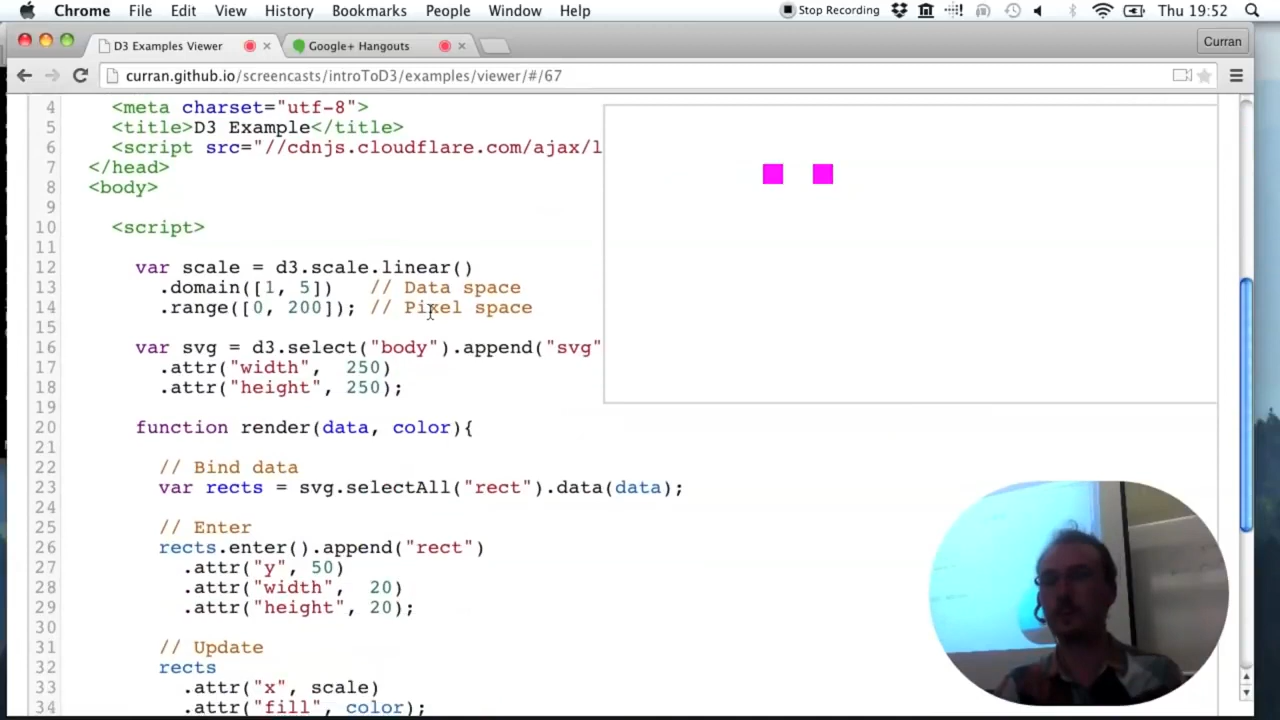 Chrome File Edit View History Bookmarks People Window Help Stop Recording Thu 19:52
D3 Examples Viewer Google+ Hangouts Curran
curran.github.io/screencasts/introToD3/examples/viewer/#/67
4 <meta charset="utf-8">
5 <title>D3 Example</title>
6 <script src="//cdnjs.cloudflare.com/ajax/l
7 </head>
8 <body>
9
10 <script>
11
12 var scale = d3.scale.linear()
13 .domain([1, 5]) // Data space
14 .range([0, 200]); // Pixel space
15
16 var svg = d3.select("body").append("svg"
17 .attr("width", 250)
18 .attr("height", 250);
19
20 function render(data, color){
21
22 // Bind data
23 var rects = svg.selectAll("rect").data(data);
24
25 // Enter
26 rects.enter().append("rect")
27 .attr("y", 50)
28 .attr("width", 20)
29 .attr("height", 20);
30
31 // Update
32 rects
33 .attr("x", scale)
34 .attr("fill", color);